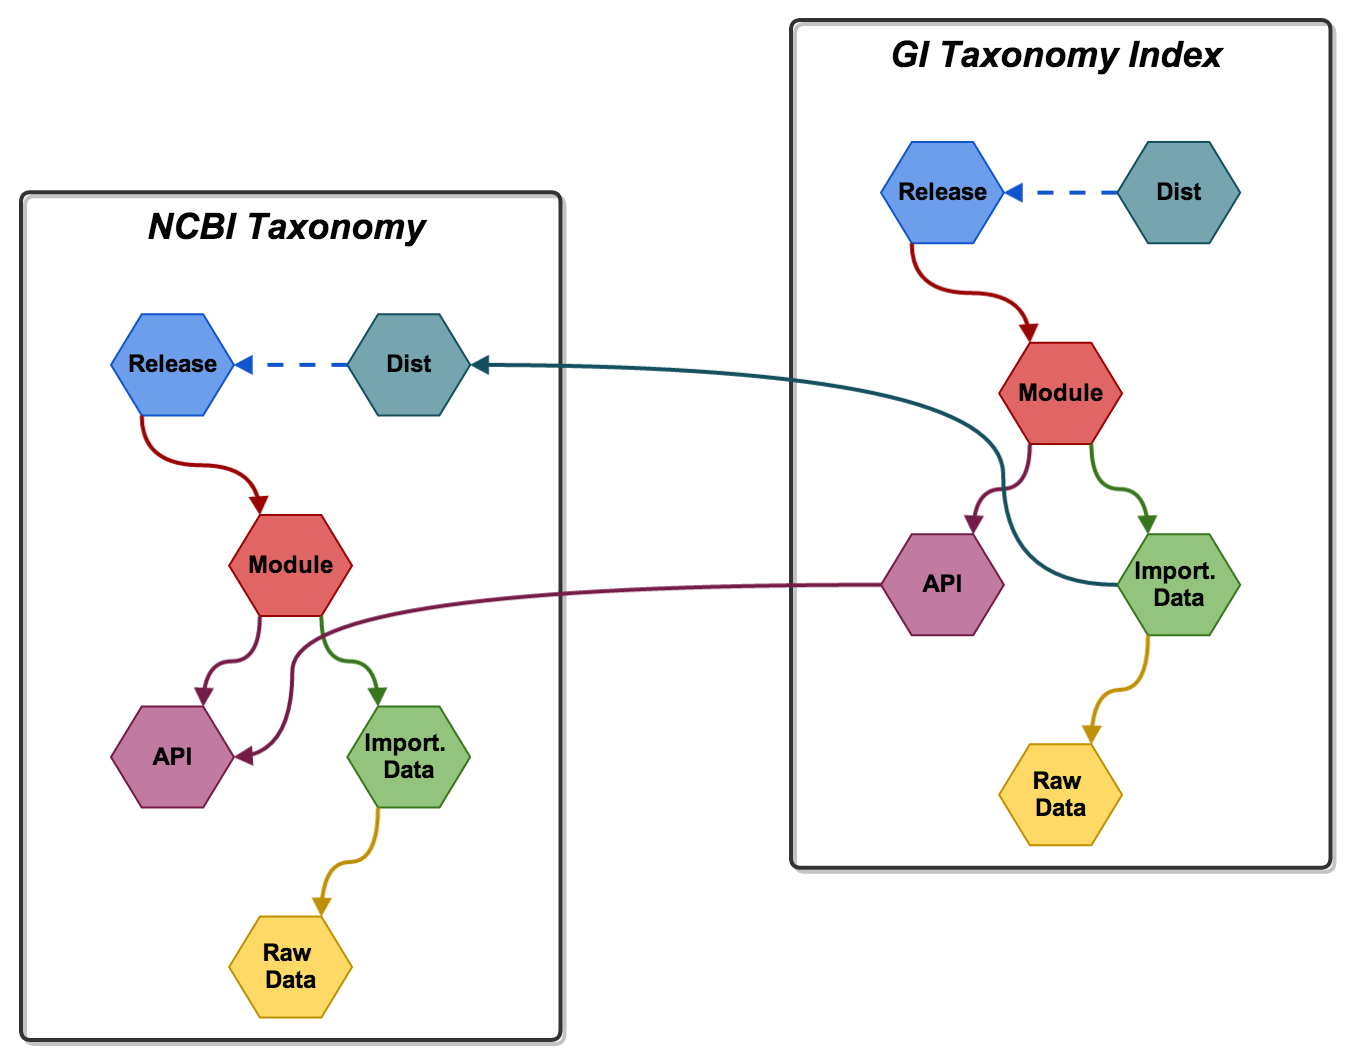 GI Taxonomy Index
Release
Dist
Module
API
Import.
Data
Raw
Data
NCBI Taxonomy
Release
Dist
Module
API
Import.
Data
Raw
Data